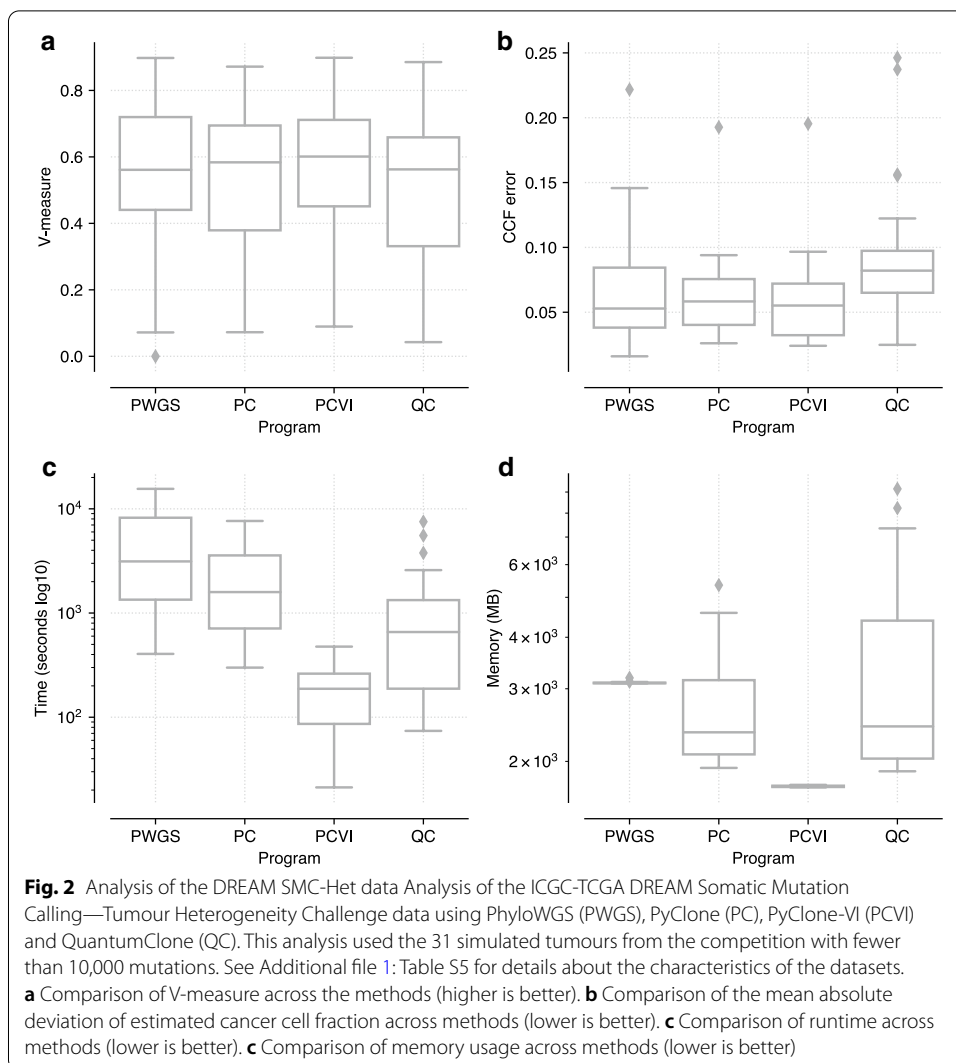 a
b
0.8
0.6
0.4
0.2
0.0
V-measure
PWGS PC PCVI QC
Program
0.25
0.20
0.15
0.10
0.05
CCF error
PWGS PC PCVI QC
Program
c
d
10⁴
10³
10²
Time (seconds log10)
PWGS PC PCVI QC
Program
6 × 10³
4 × 10³
3 × 10³
2 × 10³
Memory (MB)
PWGS PC PCVI QC
Program
Fig. 2 Analysis of the DREAM SMC-Het data Analysis of the ICGC-TCGA DREAM Somatic Mutation
Calling—Tumour Heterogeneity Challenge data using PhyloWGS (PWGS), PyClone (PC), PyClone-VI (PCVI)
and QuantumClone (QC). This analysis used the 31 simulated tumours from the competition with fewer
than 10,000 mutations. See Additional file 1: Table S5 for details about the characteristics of the datasets.
a Comparison of V-measure across the methods (higher is better). b Comparison of the mean absolute
deviation of estimated cancer cell fraction across methods (lower is better). c Comparison of runtime across
methods (lower is better). c Comparison of memory usage across methods (lower is better)